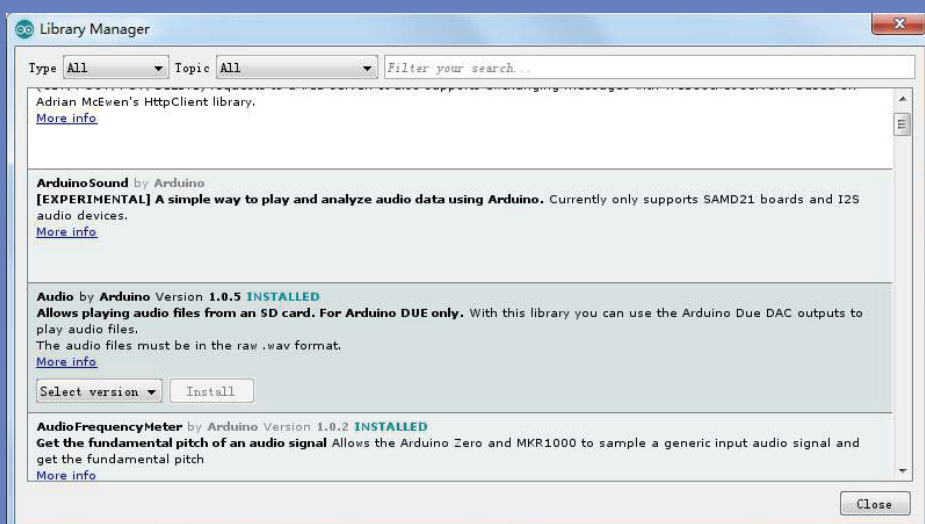 Library Manager
Type All Topic All Filter your search...
Adrian McEwen's HttpClient library.
More info
ArduinoSound by Arduino
[EXPERIMENTAL] A simple way to play and analyze audio data using Arduino. Currently only supports SAMD21 boards and I2S
audio devices.
More info
Audio by Arduino Version 1.0.5 INSTALLED
Allows playing audio files from an SD card. For Arduino DUE only. With this library you can use the Arduino Due DAC outputs to
play audio files.
The audio files must be in the raw .wav format.
More info
Select version Install
AudioFrequencyMeter by Arduino Version 1.0.2 INSTALLED
Get the fundamental pitch of an audio signal Allows the Arduino Zero and MKR1000 to sample a generic input audio signal and
get the fundamental pitch
More info
Close